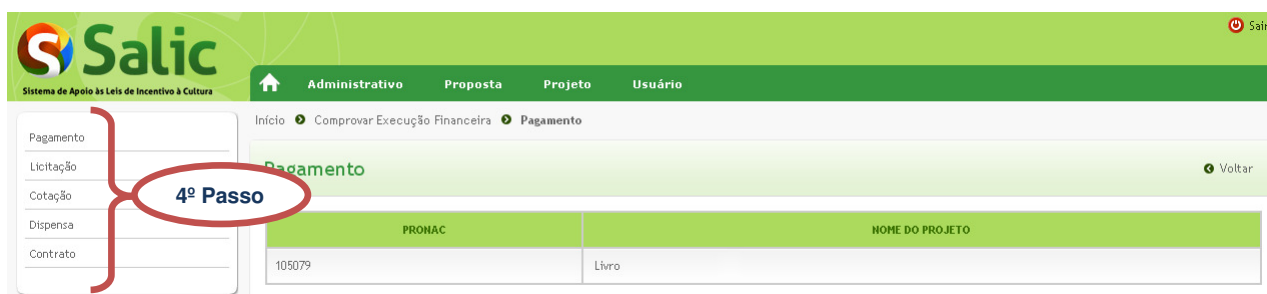 Salic
Sistema de Apoio às Leis de Incentivo à Cultura
Sair
Administrativo Proposta Projeto Usuário
Início Comprovar Execução Financeira Pagamento
Pagamento
Licitação
Cotação
Dispensa
Contrato
4º Passo
Pagamento
Voltar
PRONAC NOME DO PROJETO
105079 Livro